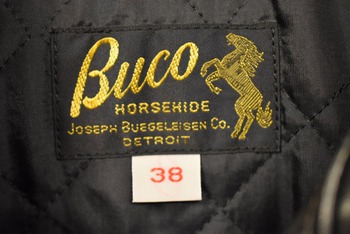 Buco
HORSEHIDE
JOSEPH BUEGELEISEN CO.
DETROIT
38